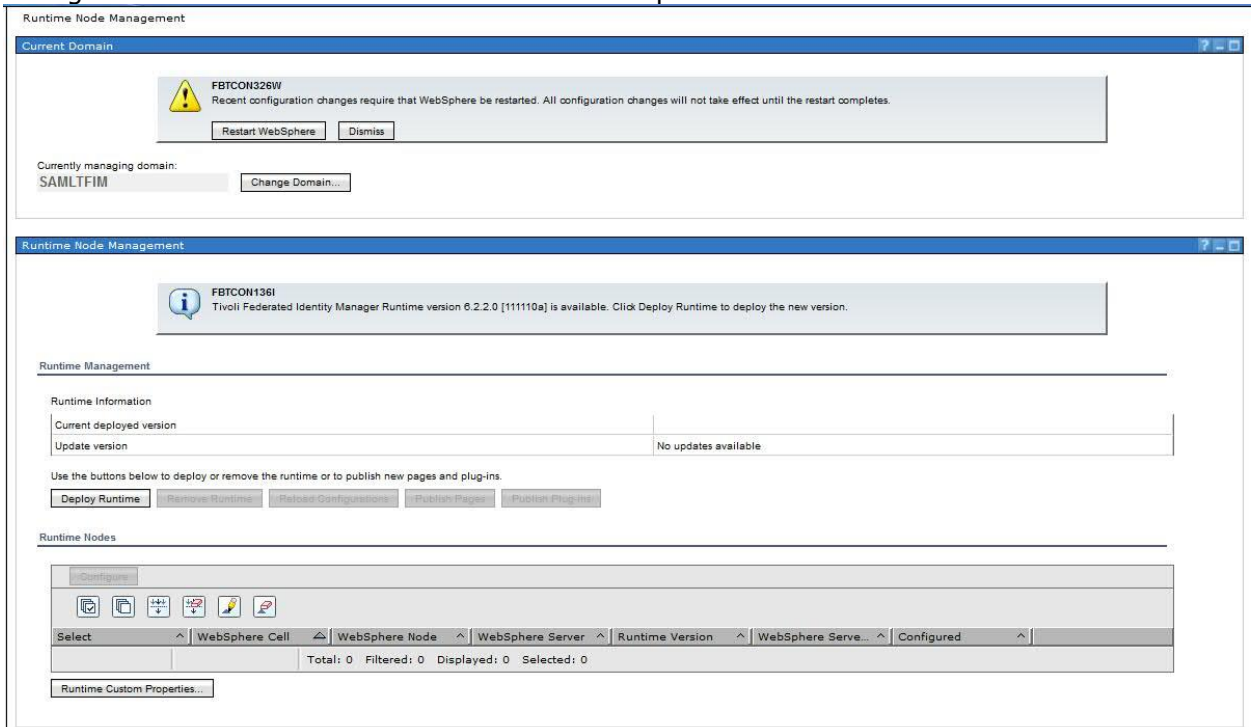 Runtime Node Management
Current Domain
FBTCON326W
Recent configuration changes require that WebSphere be restarted. All configuration changes will not take effect until the restart completes.
Restart WebSphere Dismiss
Currently managing domain:
SAMLTFIM Change Domain...
Runtime Node Management
FBTCON136I
Tivoli Federated Identity Manager Runtime version 6.2.2.0 [111110a] is available. Click Deploy Runtime to deploy the new version.
Runtime Management
Runtime Information
Current deployed version
Update version No updates available
Use the buttons below to deploy or remove the runtime or to publish new pages and plug-ins.
Deploy Runtime Remove Runtime Reload Configurations Publish Pages Publish Plug-ins
Runtime Nodes
Configure
Select WebSphere Cell WebSphere Node WebSphere Server Runtime Version WebSphere Serve... Configured
Total: 0 Filtered: 0 Displayed: 0 Selected: 0
Runtime Custom Properties...